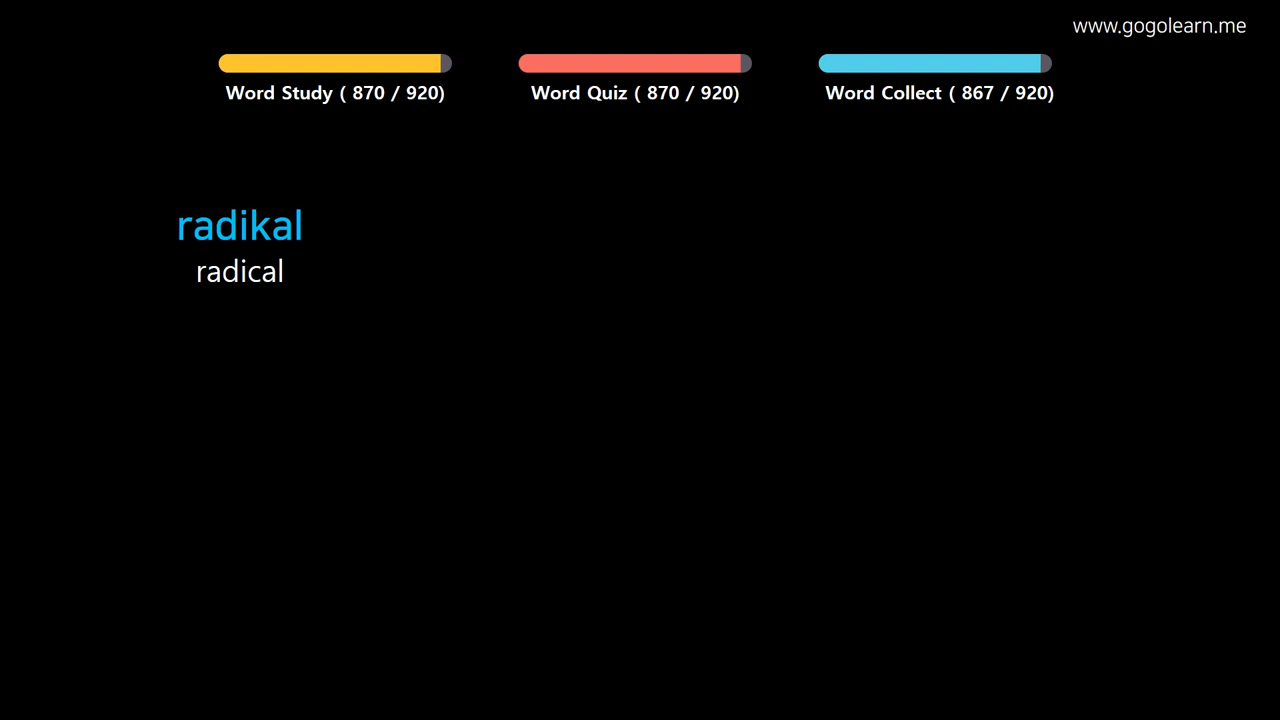 www.gogolearn.me
Word Study ( 870 / 920)
Word Quiz ( 870 / 920)
Word Collect ( 867 / 920)
radikal
radical